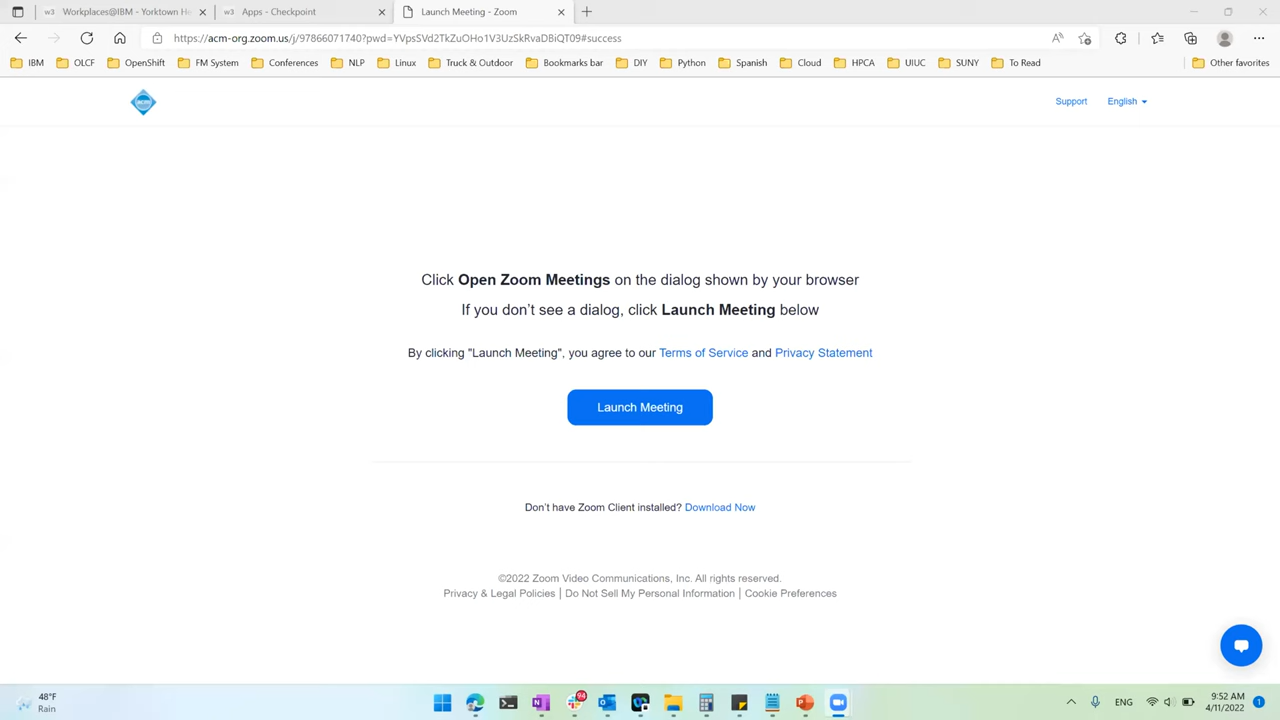 w3 Workplaces@IBM - Yorktown He
w3 Apps - Checkpoint
Launch Meeting - Zoom
https://acm-org.zoom.us/j/97866071740?pwd=YVpsSVd2TkZuOHo1V3UzSkRvaDBiQT09#success
IBM OLCF OpenShift FM System Conferences NLP Linux Truck & Outdoor Bookmarks bar DIY Python Spanish Cloud HPCA UIUC SUNY To Read Other favorites
acm
Support English
Click Open Zoom Meetings on the dialog shown by your browser
If you don't see a dialog, click Launch Meeting below
By clicking "Launch Meeting", you agree to our Terms of Service and Privacy Statement
Launch Meeting
Don't have Zoom Client installed? Download Now
©2022 Zoom Video Communications, Inc. All rights reserved.
Privacy & Legal Policies | Do Not Sell My Personal Information | Cookie Preferences
48°F
Rain
94
ENG
9:52 AM
4/11/2022
1